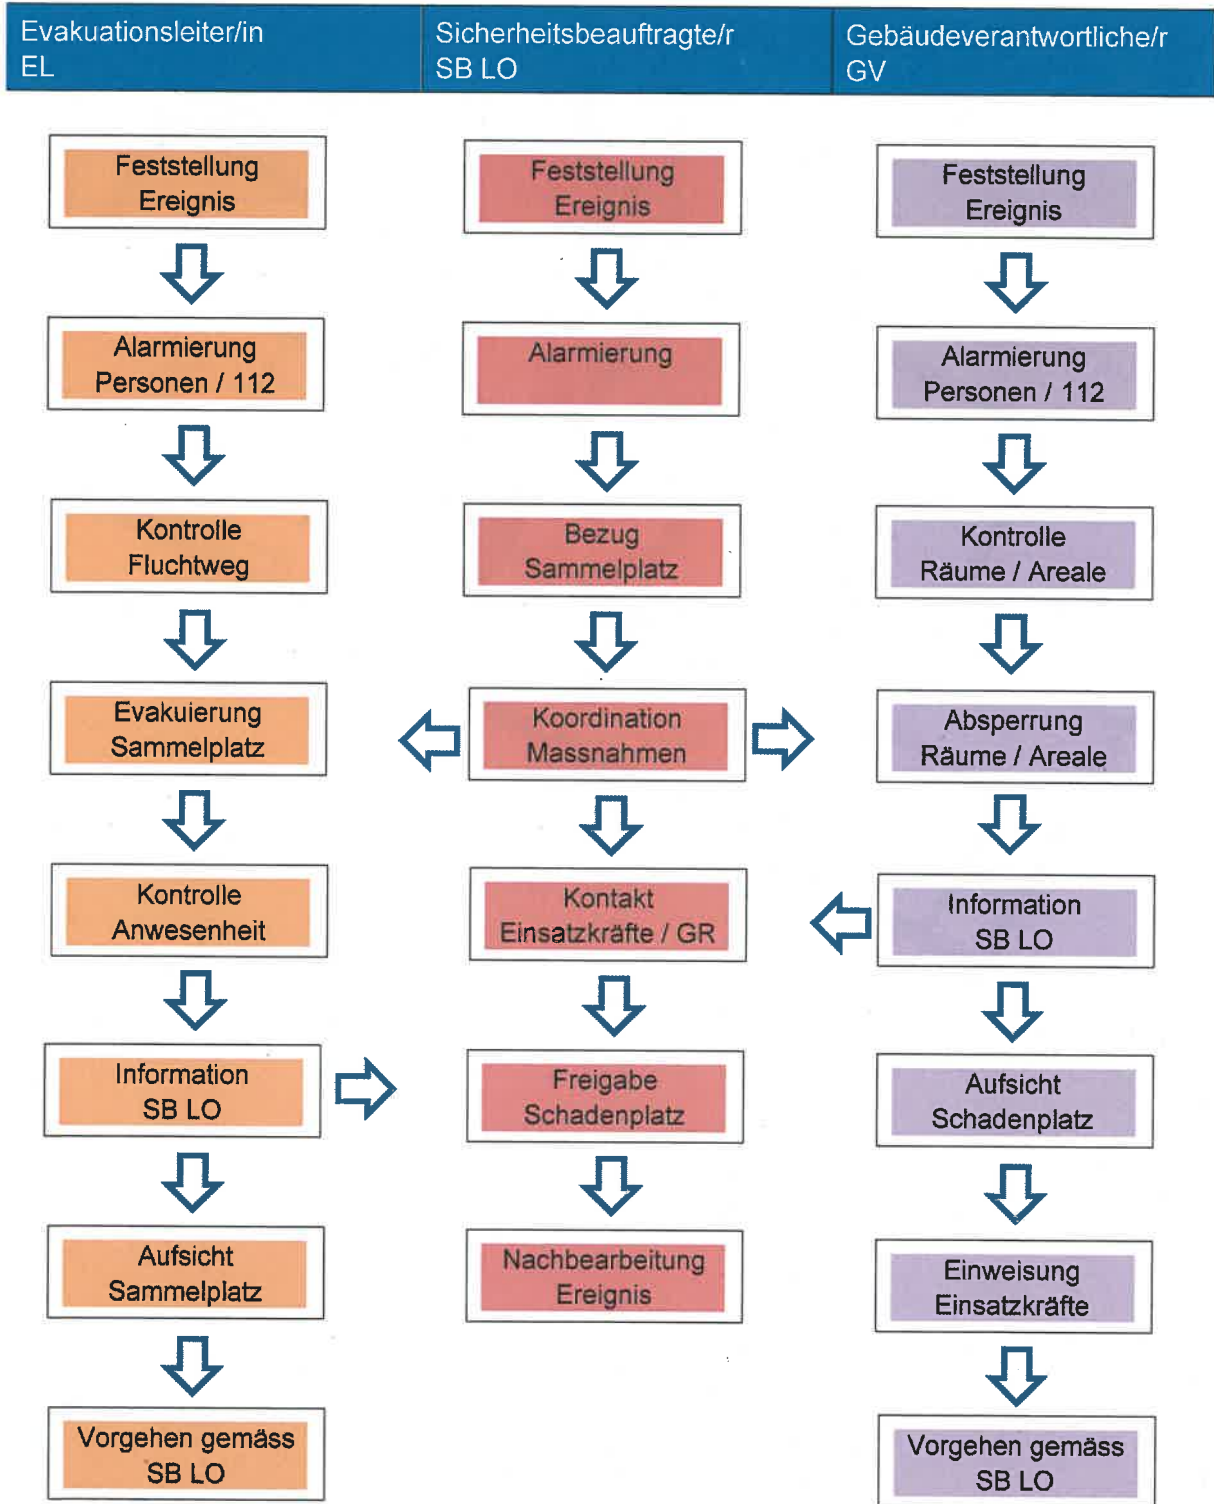 Evakuationsleiter/in
EL
Sicherheitsbeauftragte/r
SB LO
Gebäudeverantwortliche/r
GV
Feststellung
Ereignis
Alarmierung
Personen / 112
Kontrolle
Fluchtweg
Evakuierung
Sammelplatz
Kontrolle
Anwesenheit
Information
SB LO
Aufsicht
Sammelplatz
Vorgehen gemäss
SB LO
Feststellung
Ereignis
Alarmierung
Bezug
Sammelplatz
Koordination
Massnahmen
Kontakt
Einsatzkräfte / GR
Freigabe
Schadenplatz
Nachbearbeitung
Ereignis
Feststellung
Ereignis
Alarmierung
Personen / 112
Kontrolle
Räume / Areale
Absperrung
Räume / Areale
Information
SB LO
Aufsicht
Schadenplatz
Einweisung
Einsatzkräfte
Vorgehen gemäss
SB LO